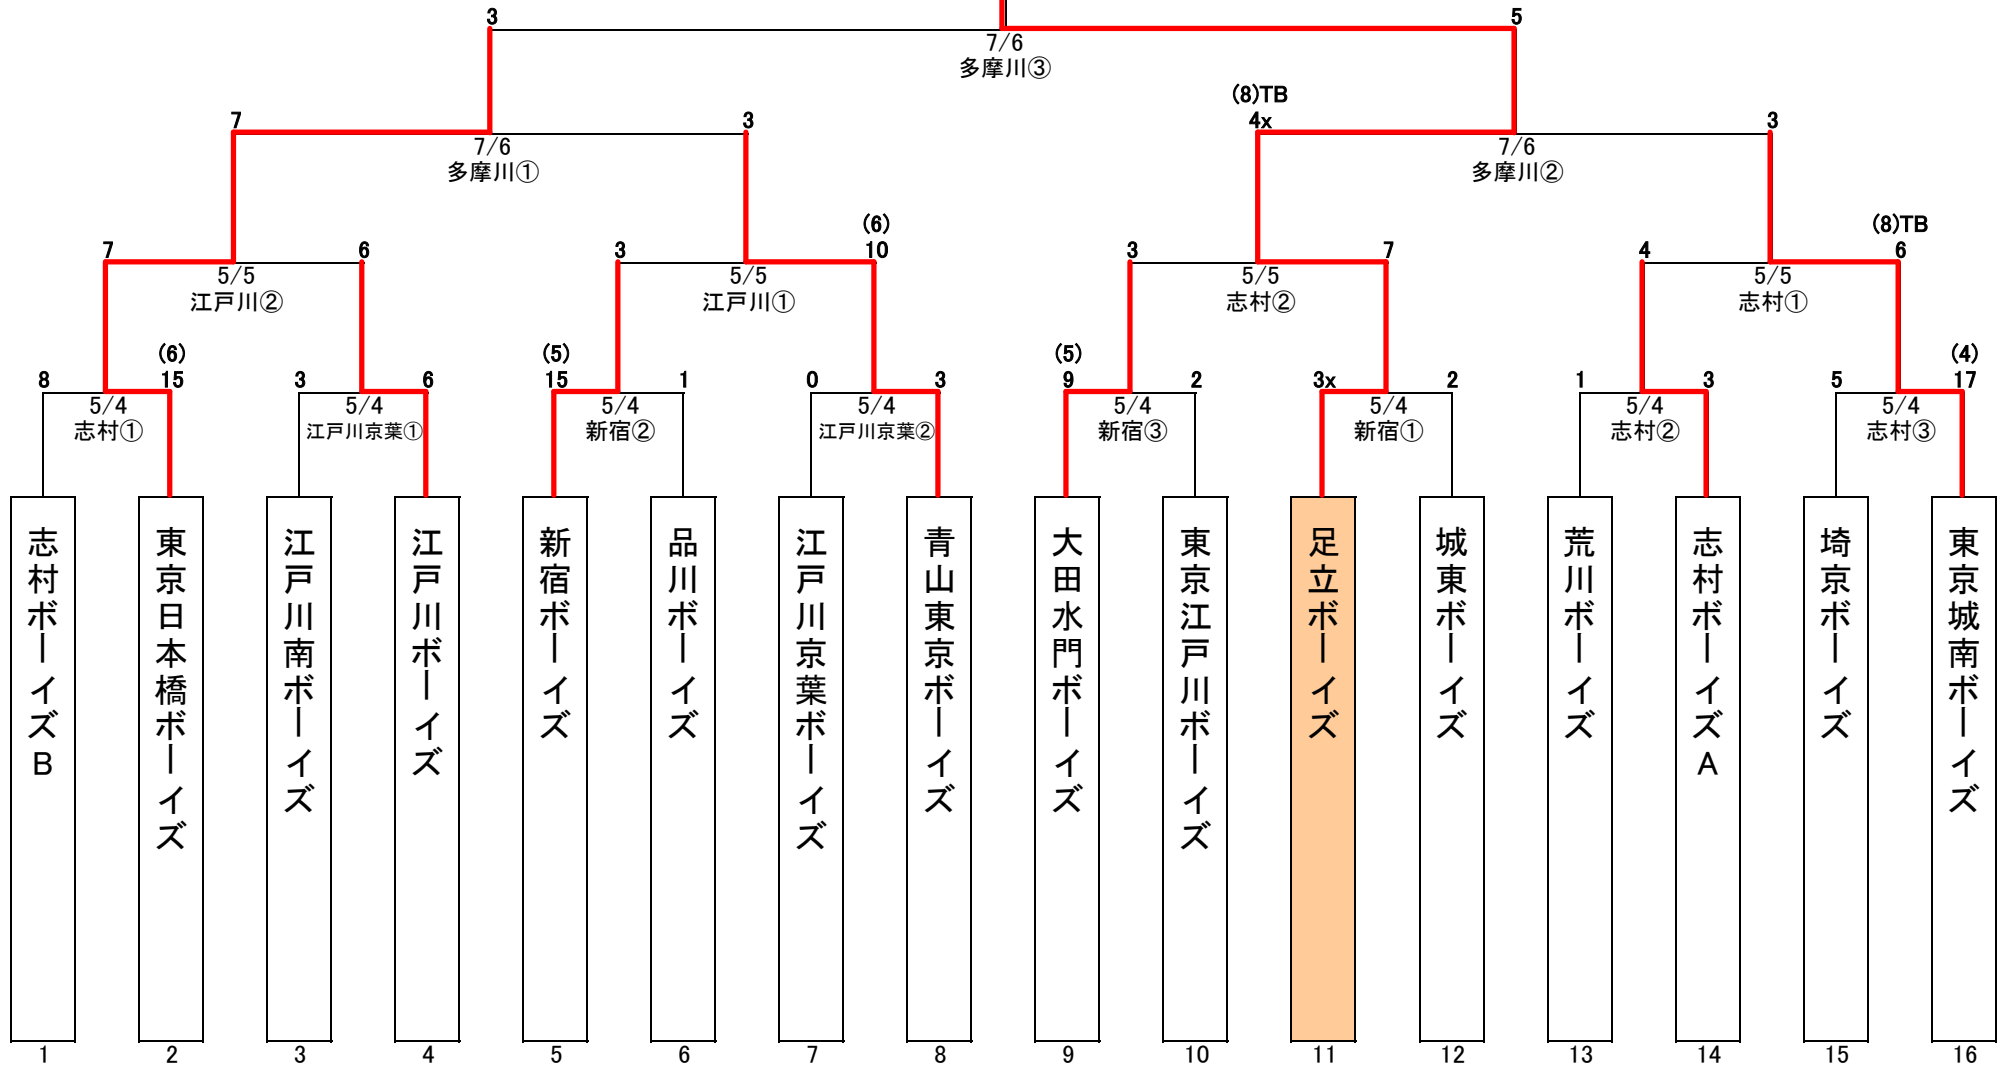 3
5
7/6
多摩川③
(8)TB
7
3
4x
3
7/6
多摩川①
7/6
多摩川②
(6)
(8)TB
7
6
3
10
3
7
4
6
5/5
江戸川②
5/5
江戸川①
5/5
志村②
5/5
志村①
(6)
(5)
(5)
(4)
8
15
3
6
15
1
0
3
9
2
3x
2
1
3
5
17
5/4
志村①
5/4
江戸川京葉①
5/4
新宿②
5/4
江戸川京葉②
5/4
新宿③
5/4
新宿①
5/4
志村②
5/4
志村③
志村ボーイズB
東京日本橋ボーイズ
江戸川南ボーイズ
江戸川ボーイズ
新宿ボーイズ
品川ボーイズ
江戸川京葉ボーイズ
青山東京ボーイズ
大田水門ボーイズ
東京江戸川ボーイズ
足立ボーイズ
城東ボーイズ
荒川ボーイズ
志村ボーイズA
埼京ボーイズ
東京城南ボーイズ
1
2
3
4
5
6
7
8
9
10
11
12
13
14
15
16